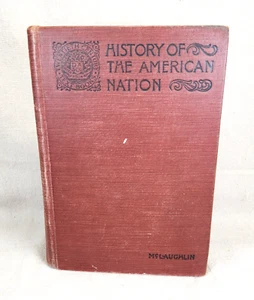 HISTORY OF
THE AMERICAN
NATION
McLAUGHLIN